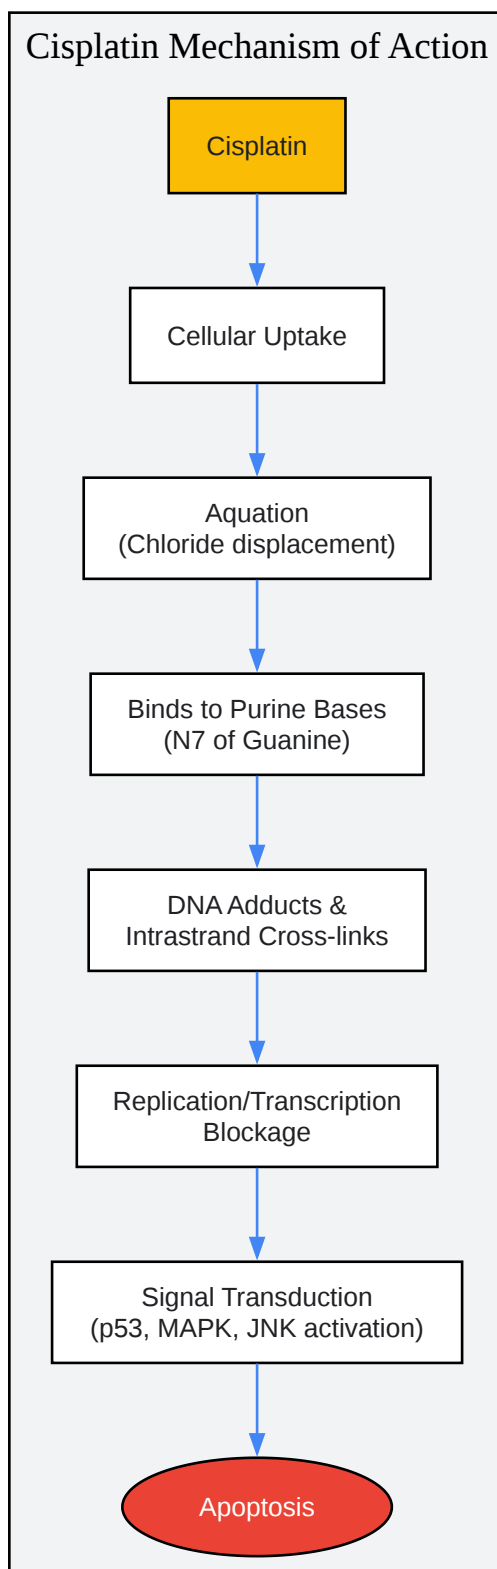 Cisplatin Mechanism of Action
Cisplatin
Cellular Uptake
Aquation
(Chloride displacement)
Binds to Purine Bases
(N7 of Guanine)
DNA Adducts &
Intrastrand Cross-links
Replication/Transcription
Blockage
Signal Transduction
(p53, MAPK, JNK activation)
Apoptosis